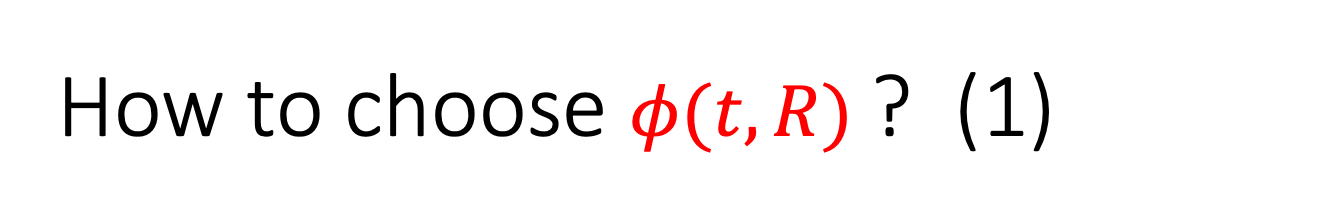 How to choose ϕ(t, R) ? (1)